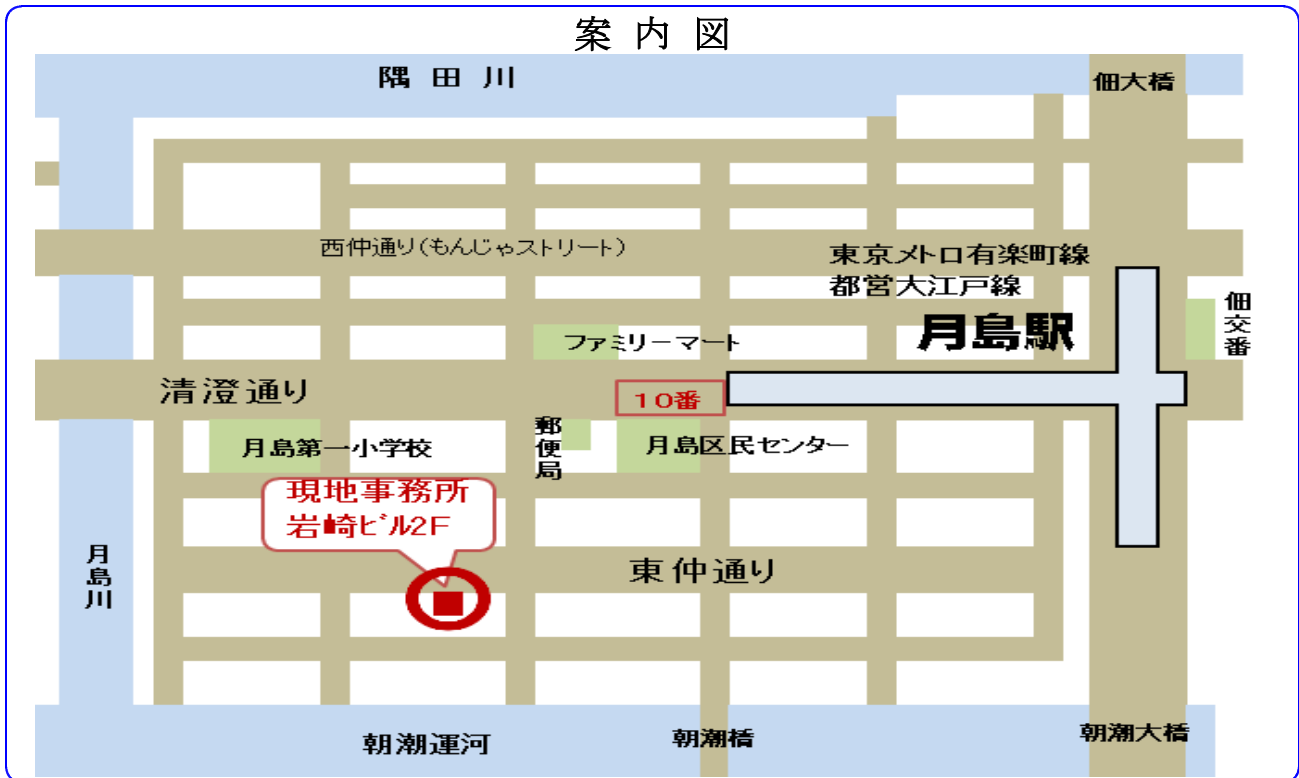 案内図
隅田川
佃大橋
西仲通り(もんじゃストリート)
東京メトロ有楽町線
都営大江戸線
月島駅
佃交番
ファミリーマート
清澄通り
10番
月島第一小学校
郵便局
月島区民センター
現地事務所
岩崎ビル2F
月島川
東仲通り
朝潮運河
朝潮橋
朝潮大橋